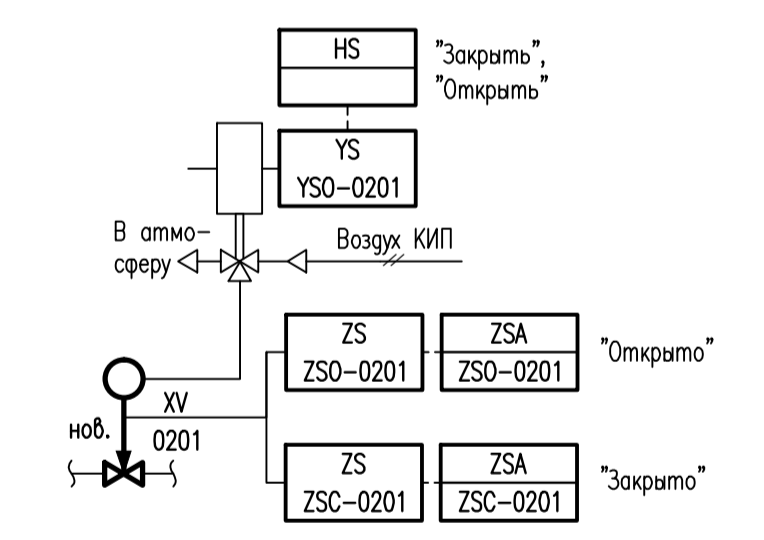 HS
"Закрыть",
"Открыть"
YS
YSO-0201
В атмо-
сферу
Воздух КИП
ZS
ZSO-0201
ZSA
ZSO-0201
"Открыто"
XV
0201
нов.
ZS
ZSC-0201
ZSA
ZSC-0201
"Закрыто"